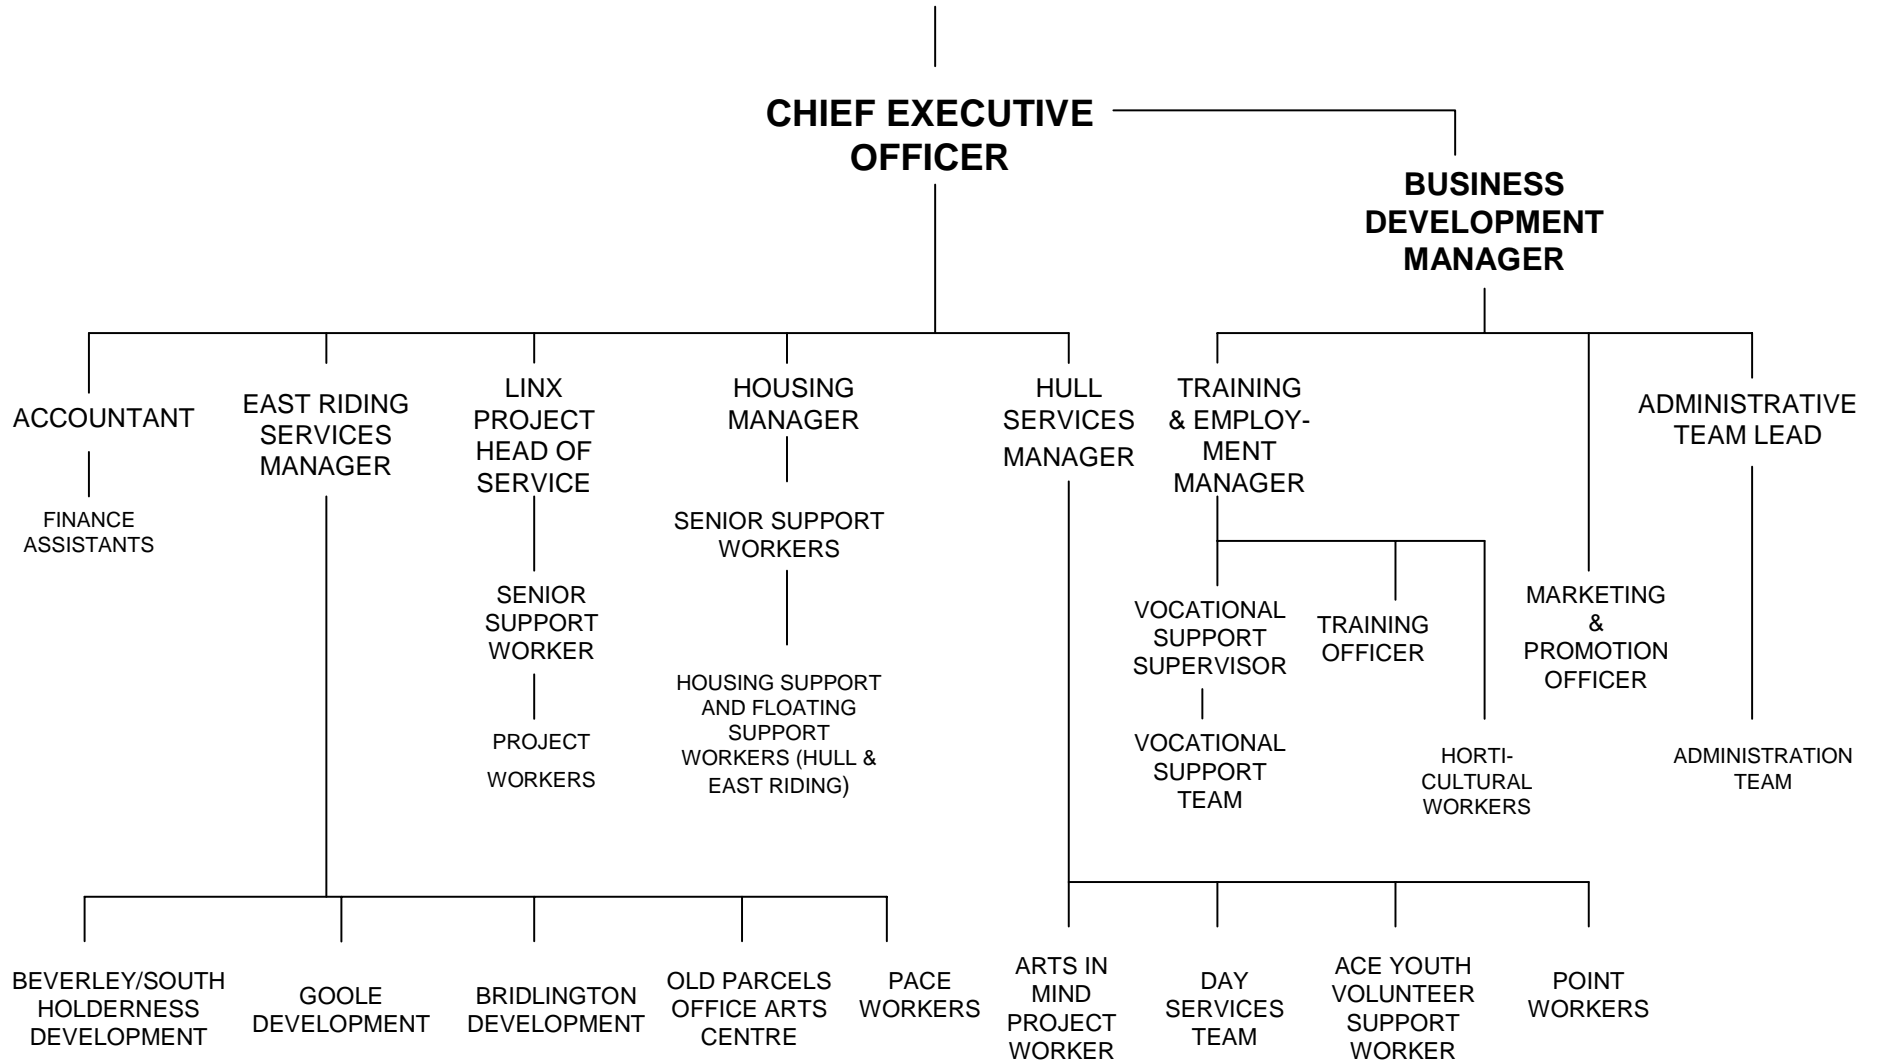 CHIEF EXECUTIVE
OFFICER
BUSINESS
DEVELOPMENT
MANAGER
ACCOUNTANT
FINANCE
ASSISTANTS
EAST RIDING
SERVICES
MANAGER
LINX
PROJECT
HEAD OF
SERVICE
SENIOR
SUPPORT
WORKER
PROJECT
WORKERS
HOUSING
MANAGER
SENIOR SUPPORT
WORKERS
HOUSING SUPPORT
AND FLOATING
SUPPORT
WORKERS (HULL &
EAST RIDING)
HULL
SERVICES
MANAGER
TRAINING
& EMPLOY-
MENT
MANAGER
VOCATIONAL
SUPPORT
SUPERVISOR
VOCATIONAL
SUPPORT
TEAM
TRAINING
OFFICER
HORTI-
CULTURAL
WORKERS
MARKETING
&
PROMOTION
OFFICER
ADMINISTRATIVE
TEAM LEAD
ADMINISTRATION
TEAM
BEVERLEY/SOUTH
HOLDERNESS
DEVELOPMENT
GOOLE
DEVELOPMENT
BRIDLINGTON
DEVELOPMENT
OLD PARCELS
OFFICE ARTS
CENTRE
PACE
WORKERS
ARTS IN
MIND
PROJECT
WORKER
DAY
SERVICES
TEAM
ACE YOUTH
VOLUNTEER
SUPPORT
WORKER
POINT
WORKERS